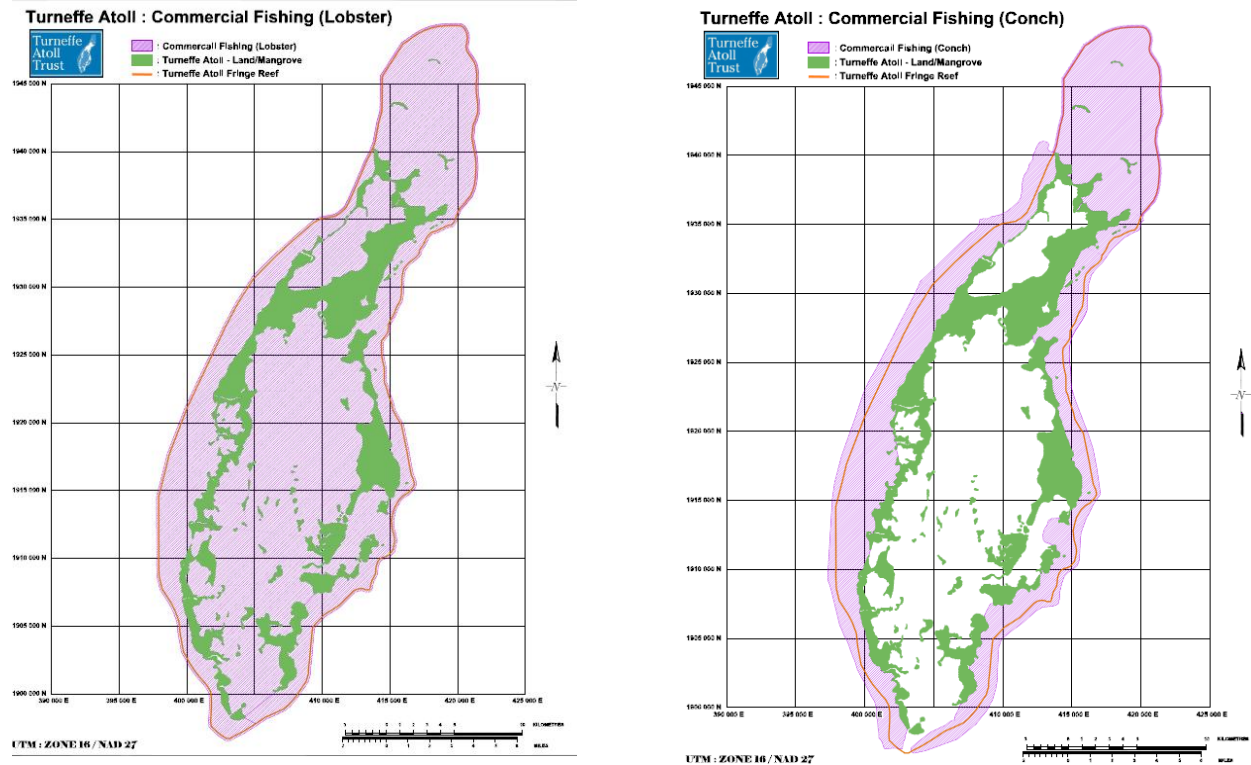 Turneffe Atoll : Commercial Fishing (Lobster)
Turneffe
Atoll
Trust
: Commercail Fishing (Lobster)
: Turneffe Atoll - Land/Mangrove
: Turneffe Atoll Fringe Reef
1945 000 N
1940 000 N
1935 000 N
1930 000 N
1925 000 N
1920 000 N
1915 000 N
1910 000 N
1905 000 N
1900 000 N
390 000 E
395 000 E
400 000 E
410 000 E
415 000 E
420 000 E
425 000 E
N
KILOMETRES
MILES
UTM : ZONE 16 / NAD 27
Turneffe Atoll : Commercial Fishing (Conch)
Turneffe
Atoll
Trust
: Commercail Fishing (Conch)
: Turneffe Atoll - Land/Mangrove
: Turneffe Atoll Fringe Reef
1945 000 N
1940 000 N
1935 000 N
1930 000 N
1925 000 N
1920 000 N
1915 000 N
1910 000 N
1905 000 N
1900 000 N
390 000 E
395 000 E
400 000 E
410 000 E
415 000 E
420 000 E
425 000 E
N
KILOMETRES
MILES
UTM : ZONE 16 / NAD 27